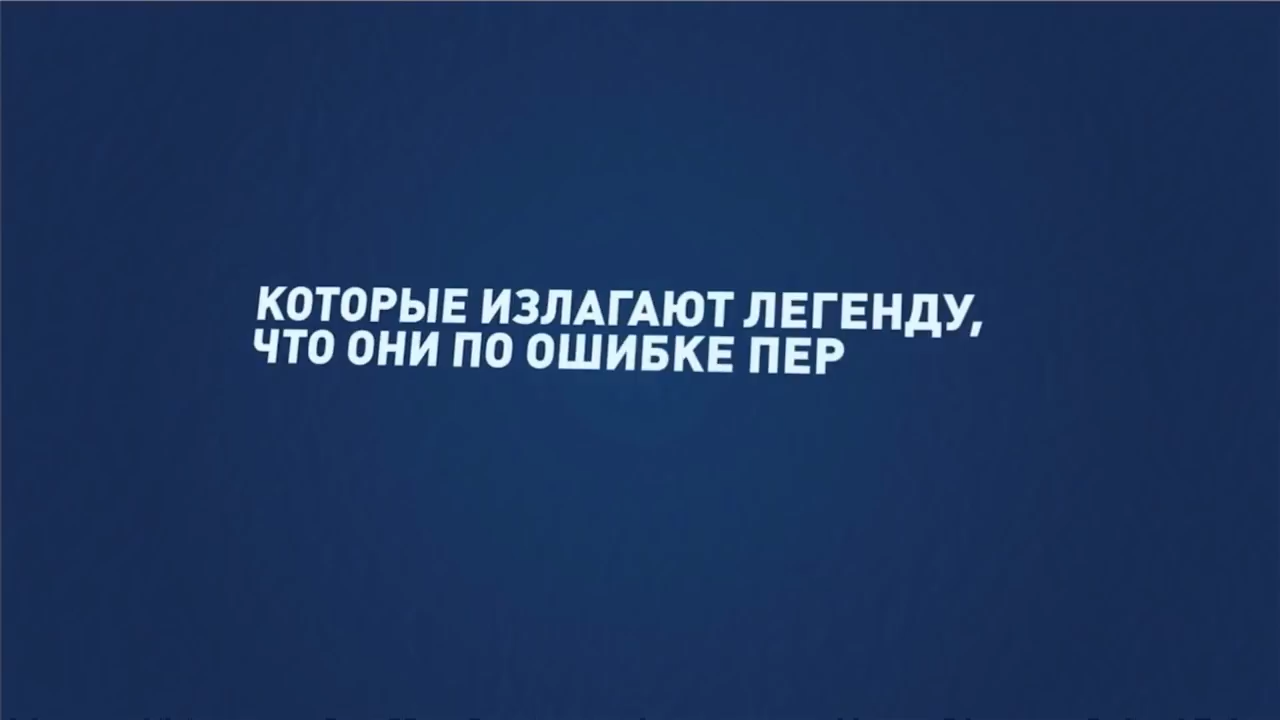 КОТОРЫЕ ИЗЛАГАЮТ ЛЕГЕНДУ,
ЧТО ОНИ ПО ОШИБКЕ ПЕР